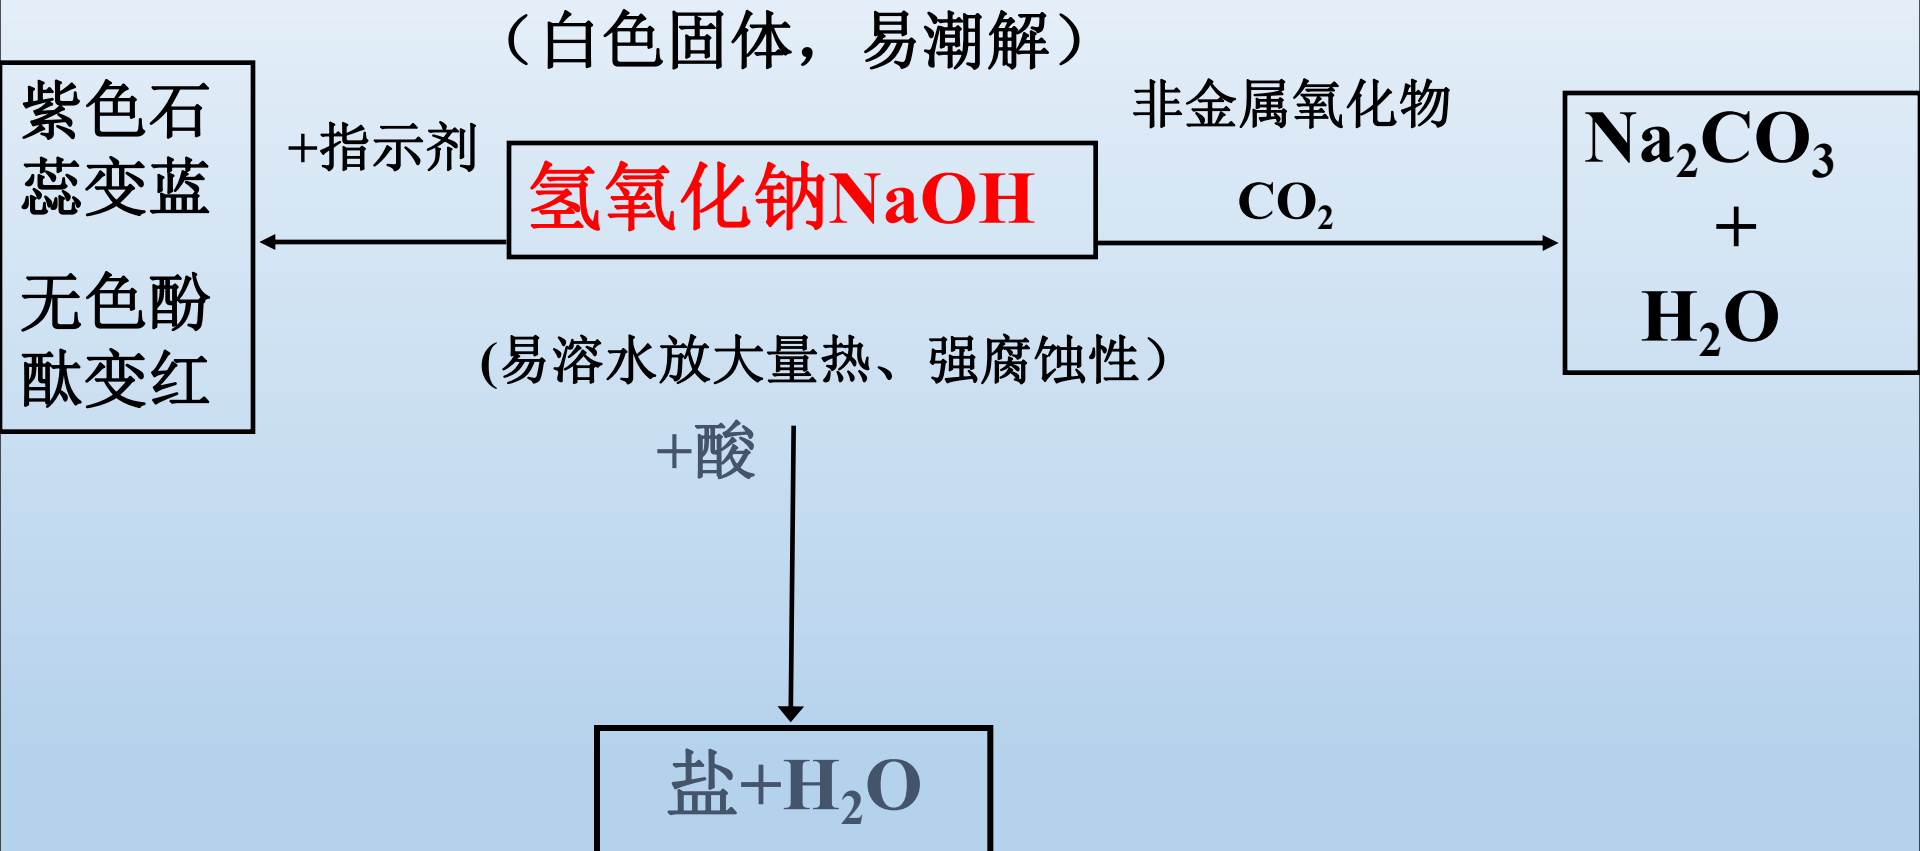 （白色固体，易潮解）
紫色石
蕊变蓝
无色酚
酞变红
+指示剂
氢氧化钠NaOH
非金属氧化物
CO₂
Na₂CO₃
+
H₂O
(易溶水放大量热、强腐蚀性）
+酸
盐+H₂O